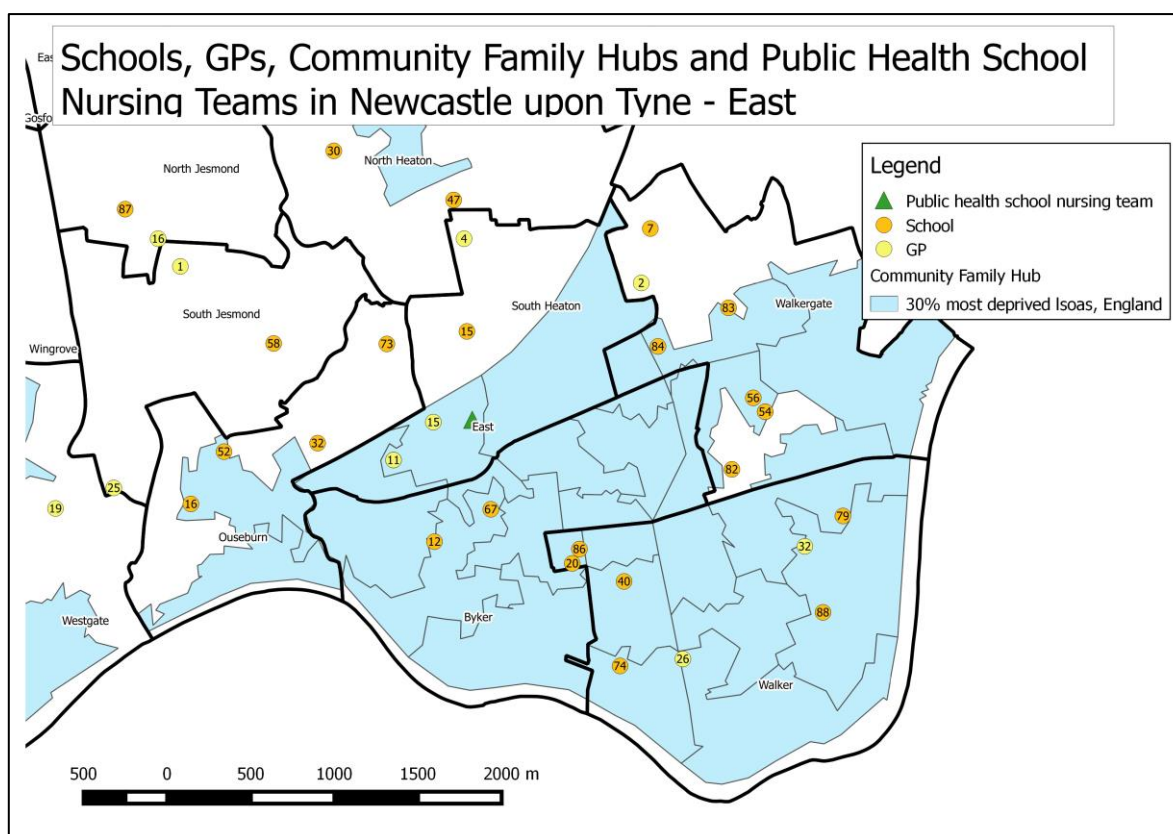 Schools, GPs, Community Family Hubs and Public Health School
Nursing Teams in Newcastle upon Tyne - East
North Heaton
30
North Jesmond
47
87
16
4
7
1
2
South Heaton
Walkergate
83
South Jesmond
15
58
73
84
Wingrove
56
54
15
East
32
52
11
82
25
16
19
67
79
Ouseburn
12
32
86
20
40
88
Byker
Westgate
26
74
Walker
Legend
Public health school nursing team
School
GP
Community Family Hub
30% most deprived lsoas, England
500 0 500 1000 1500 2000 m